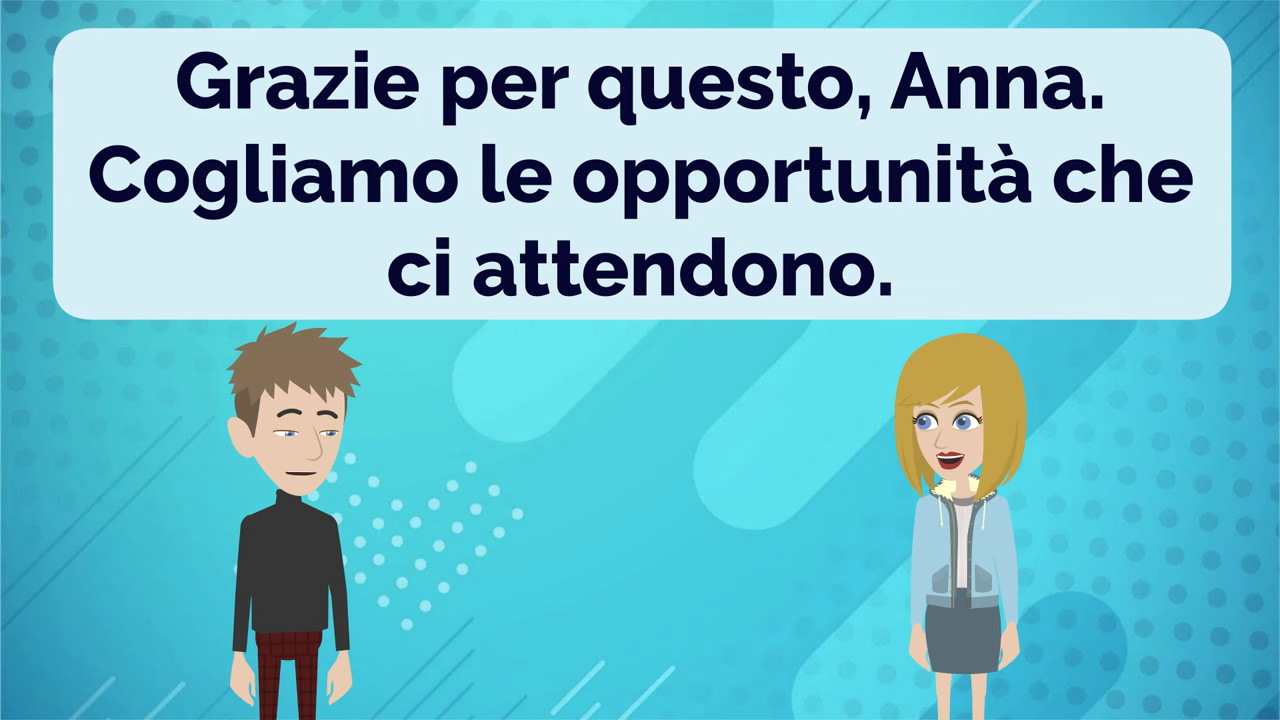 Grazie per questo, Anna.
Cogliamo le opportunità che
ci attendono.